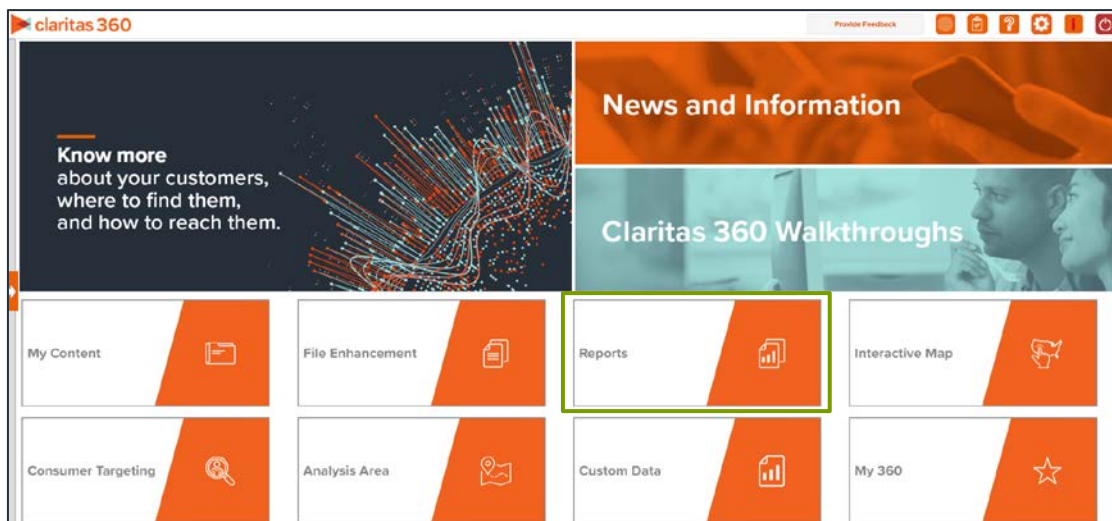 claritas 360
Provide Feedback
Know more
about your customers,
where to find them,
and how to reach them.
News and Information
Claritas 360 Walkthroughs
My Content
File Enhancement
Reports
Interactive Map
Consumer Targeting
Analysis Area
Custom Data
My 360